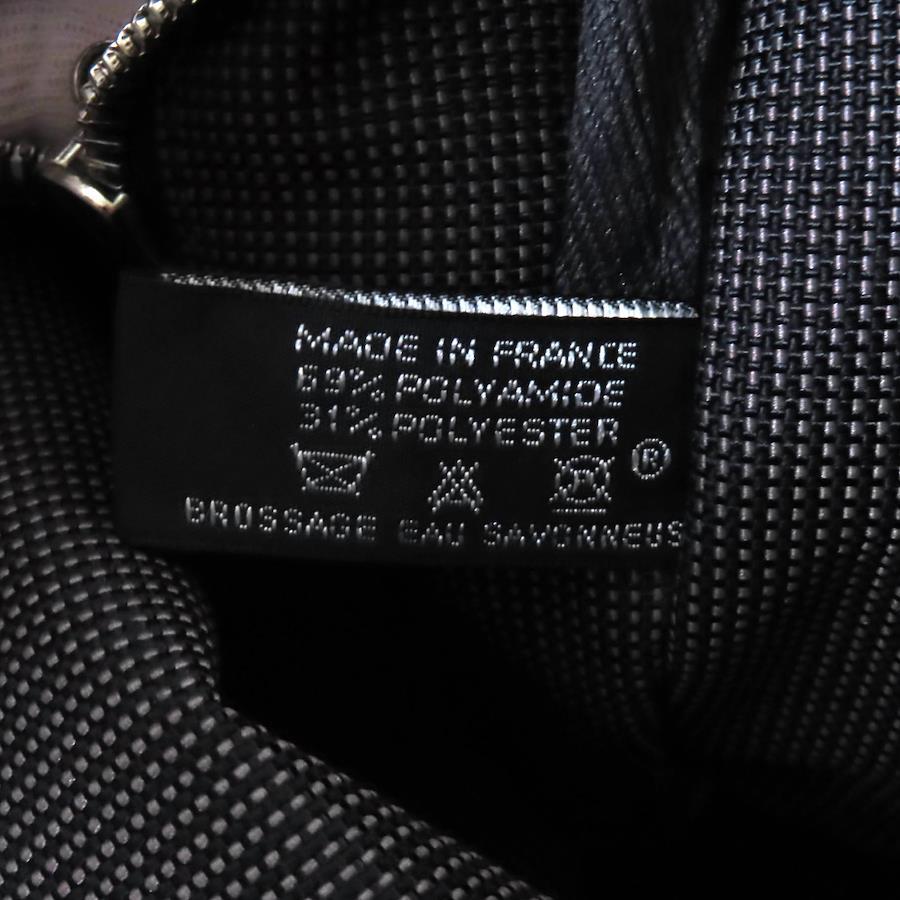 MADE IN FRANCE
69% POLYAMIDE
31% POLYESTER
®
BROSSAGE EAU SAVONNEUS